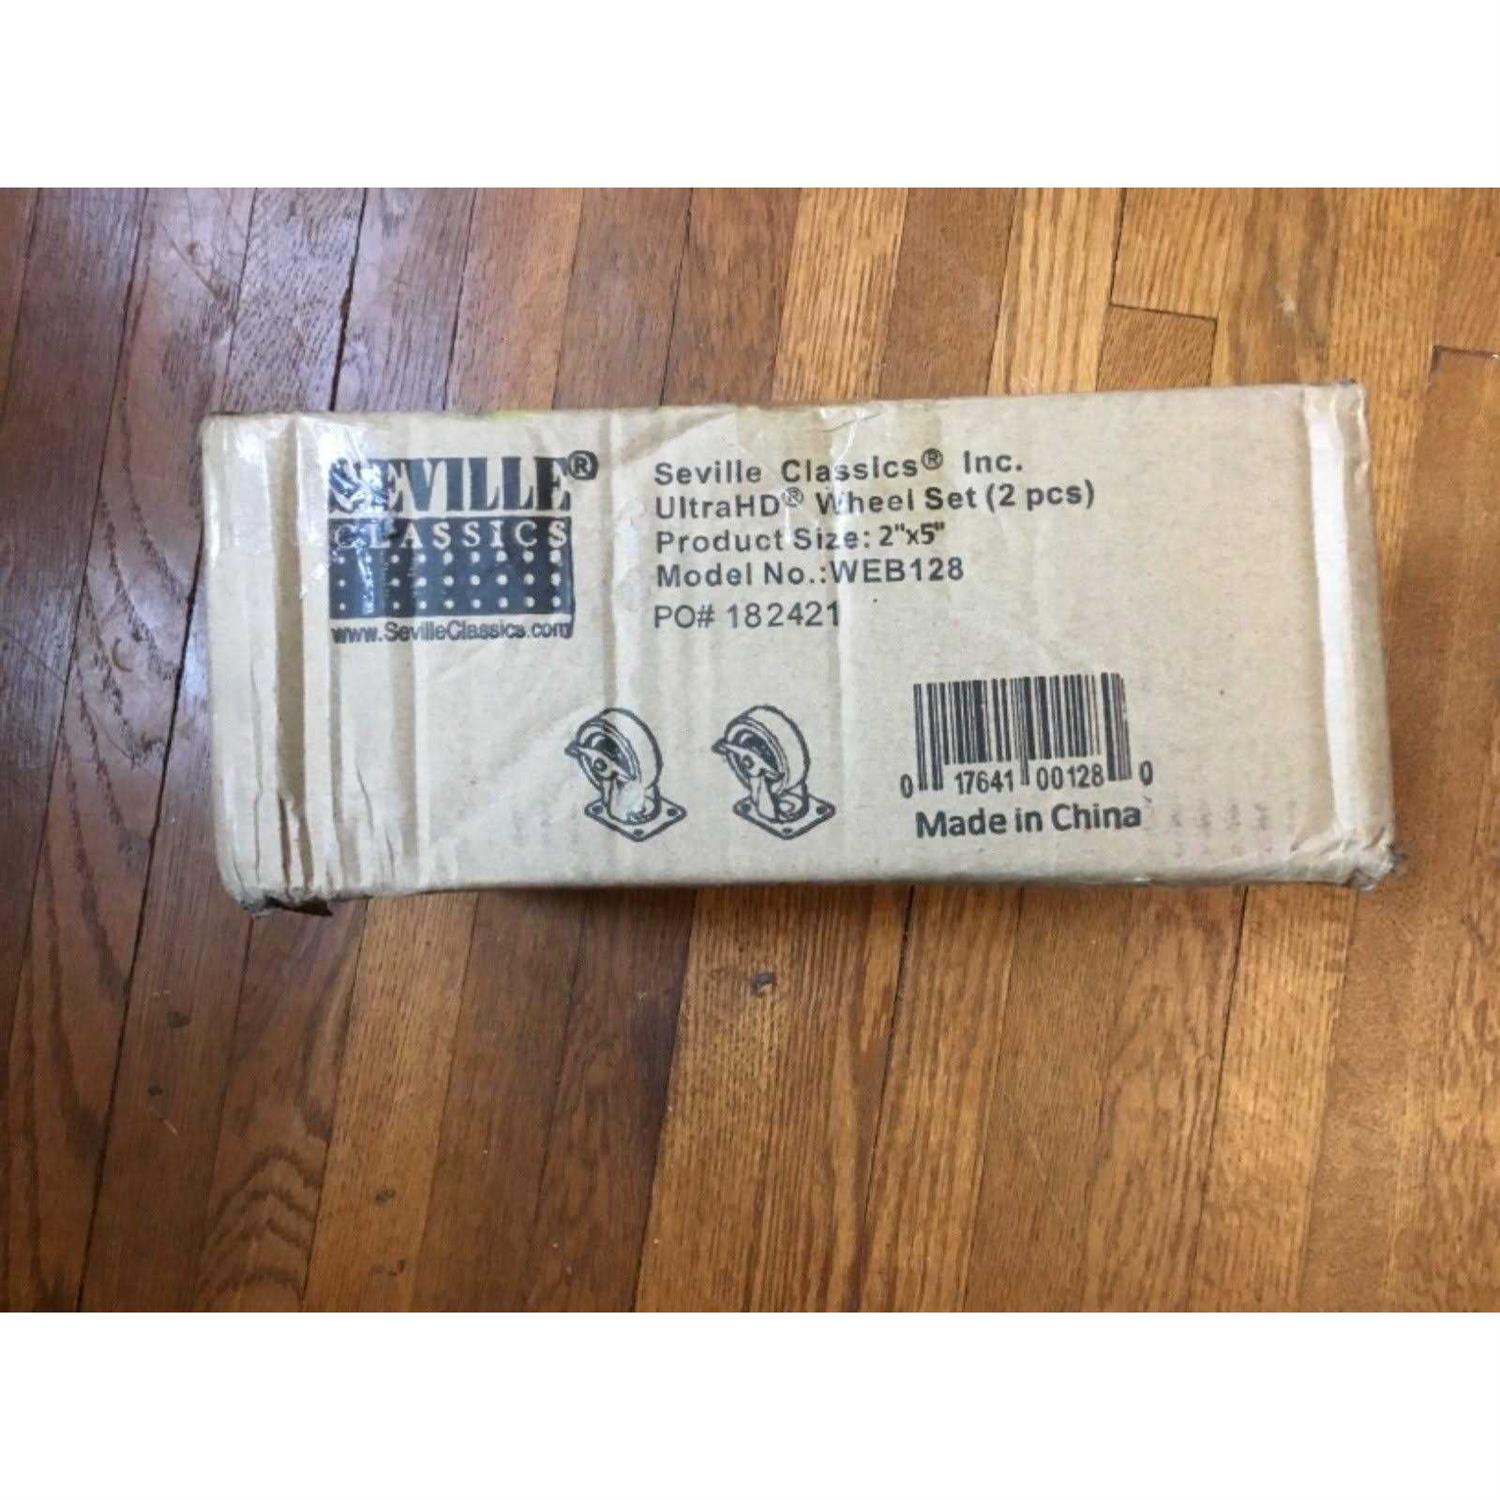 SEVILLE®
CLASSICS
www.SevilleClassics.com
Seville Classics® Inc.
UltraHD® Wheel Set (2 pcs)
Product Size: 2"x5"
Model No.:WEB128
PO# 182421
0 17641 00128 0
Made in China